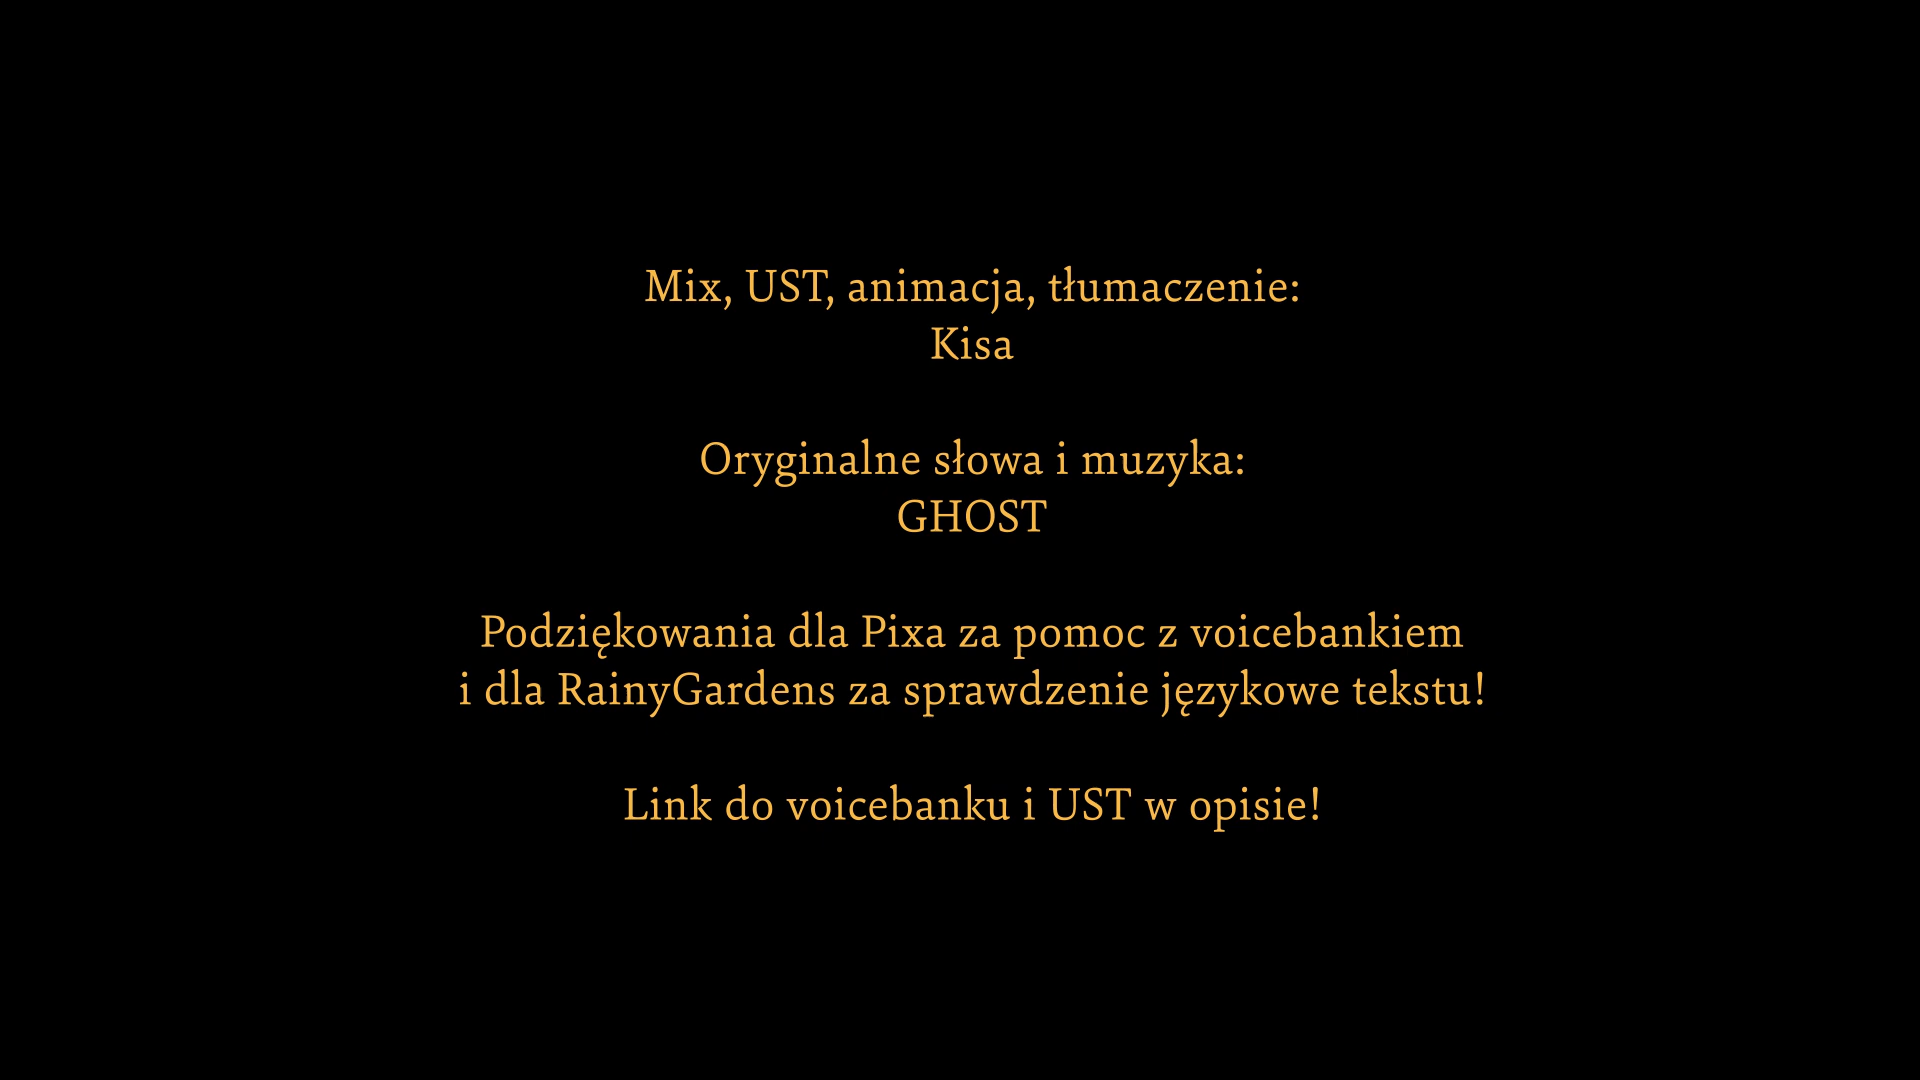 Mix, UST, animacja, tłumaczenie:
Kisa
Oryginalne słowa i muzyka:
GHOST
Podziękowania dla Pixa za pomoc z voicebankiem
i dla RainyGardens za sprawdzenie językowe tekstu!
Link do voicebanku i UST w opisie!